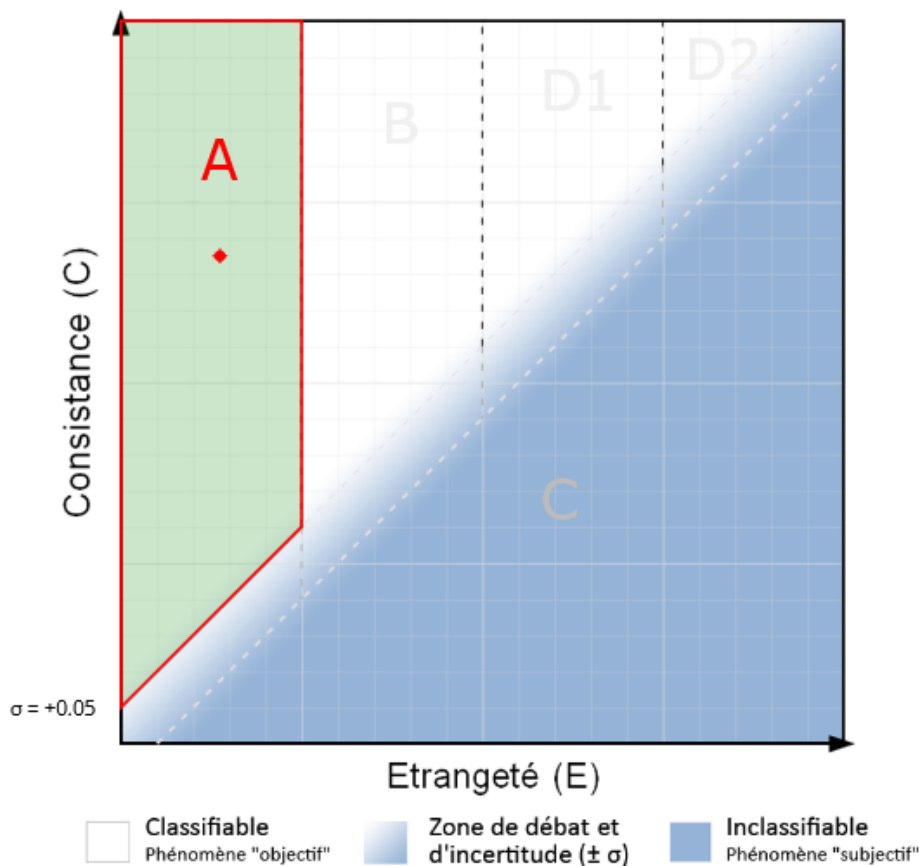 D2
D1
B
A
Consistance (C)
C
σ = +0.05
Etrangeté (E)
Classifiable
Phénomène "objectif"
Zone de débat et
d'incertitude (± σ)
Inclassifiable
Phénomène "subjectif"